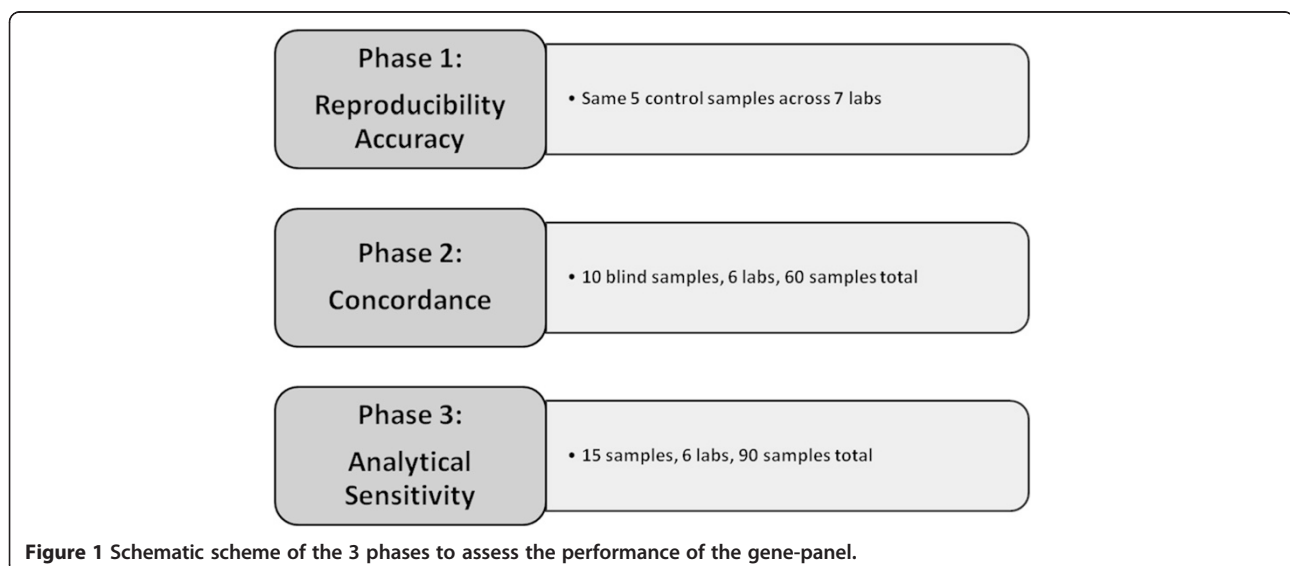 Phase 1:
Reproducibility
Accuracy
• Same 5 control samples across 7 labs
Phase 2:
Concordance
• 10 blind samples, 6 labs, 60 samples total
Phase 3:
Analytical
Sensitivity
• 15 samples, 6 labs, 90 samples total
Figure 1 Schematic scheme of the 3 phases to assess the performance of the gene-panel.